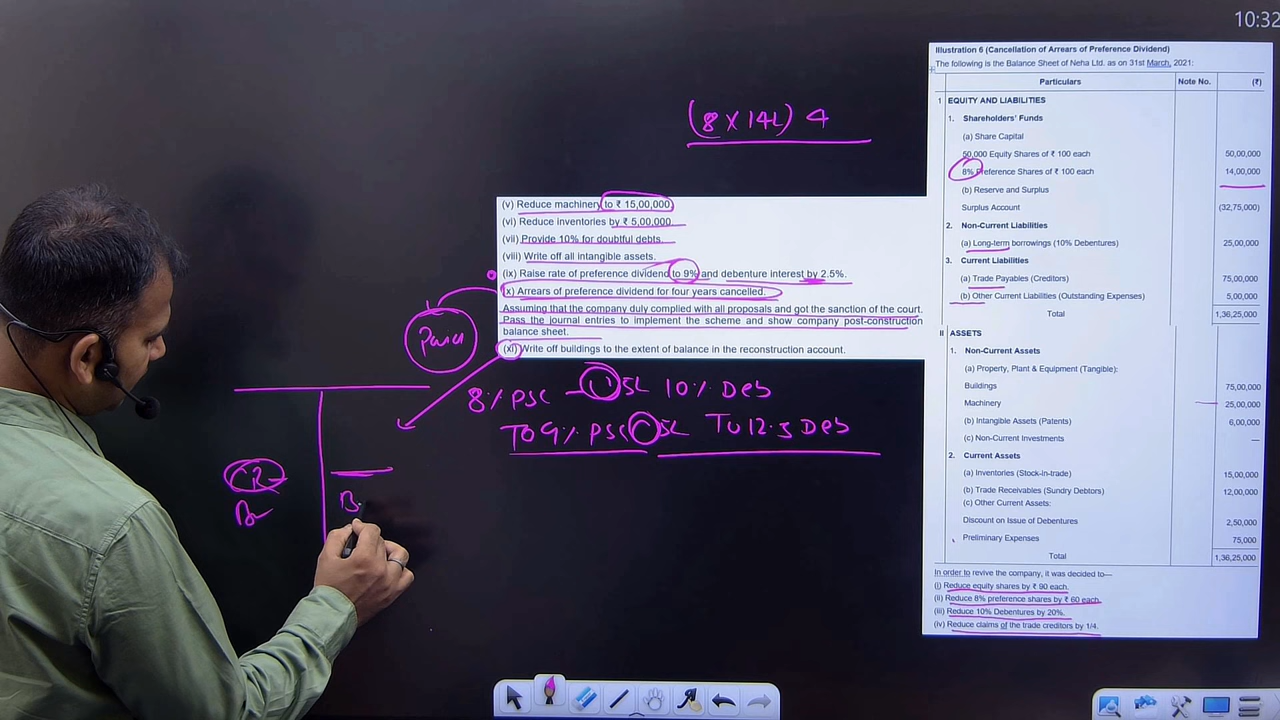 10:32
(8 X 14L) 4
(v) Reduce machinery to ₹ 15,00,000.
(vi) Reduce inventories by ₹ 5,00,000.
(vii) Provide 10% for doubtful debts.
(viii) Write off all intangible assets.
(ix) Raise rate of preference dividend to 9% and debenture interest by 2.5%.
(x) Arrears of preference dividend for four years cancelled.
Assuming that the company duly complied with all proposals and got the sanction of the court.
Pass the journal entries to implement the scheme and show company post-construction
balance sheet.
(xi) Write off buildings to the extent of balance in the reconstruction account.
8% PSC
10% Deb
TO 9% PSC
To 12.5 Deb
CR
Illustration 6 (Cancellation of Arrears of Preference Dividend)
The following is the Balance Sheet of Neha Ltd. as on 31st March, 2021:
Particulars Note No. (₹)
I EQUITY AND LIABILITIES
1. Shareholders' Funds
(a) Share Capital
50,000 Equity Shares of ₹ 100 each 50,00,000
8% Preference Shares of ₹ 100 each 14,00,000
(b) Reserve and Surplus
Surplus Account (32,75,000)
2. Non-Current Liabilities
(a) Long-term borrowings (10% Debentures) 25,00,000
3. Current Liabilities
(a) Trade Payables (Creditors) 75,00,000
(b) Other Current Liabilities (Outstanding Expenses) 5,00,000
Total 1,36,25,000
II ASSETS
1. Non-Current Assets
(a) Property, Plant & Equipment (Tangible):
Buildings 75,00,000
Machinery 25,00,000
(b) Intangible Assets (Patents) 6,00,000
(c) Non-Current Investments —
2. Current Assets
(a) Inventories (Stock-in-trade) 15,00,000
(b) Trade Receivables (Sundry Debtors) 12,00,000
(c) Other Current Assets:
Discount on Issue of Debentures 2,50,000
Preliminary Expenses 75,000
Total 1,36,25,000
In order to revive the company, it was decided to—
(i) Reduce equity shares by ₹ 90 each.
(ii) Reduce 8% preference shares by ₹ 60 each.
(iii) Reduce 10% Debentures by 20%.
(iv) Reduce claims of the trade creditors by 1/4.